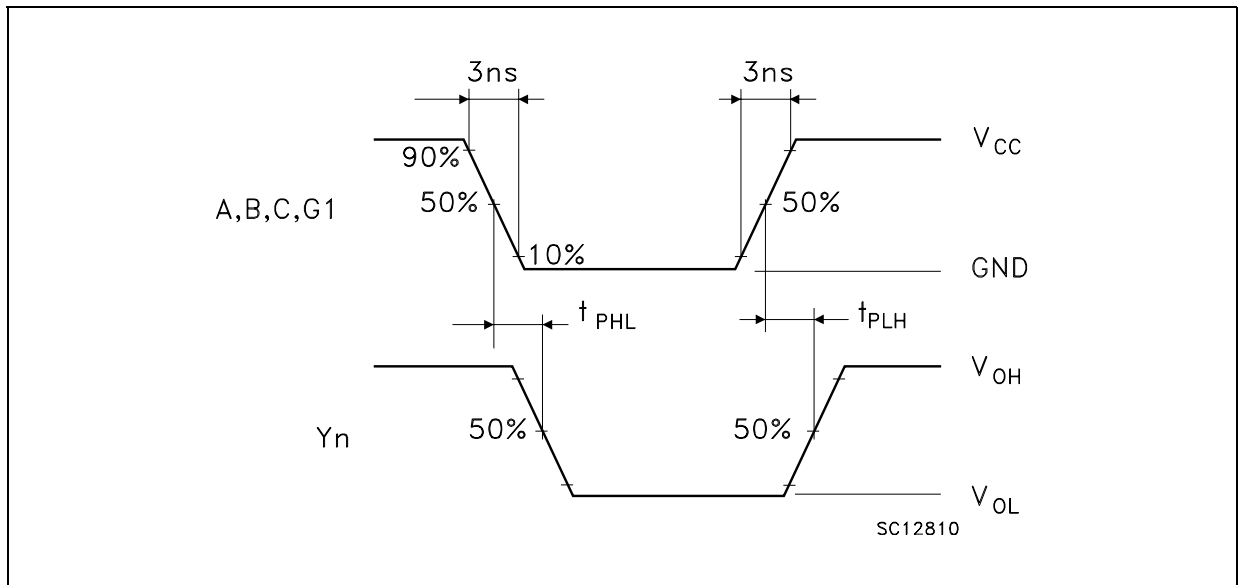 3ns 3ns
V_CC
90%
A,B,C,G1 50% 50%
10%
GND
t_PHL t_PLH
V_OH
Yn 50% 50%
V_OL
SC12810